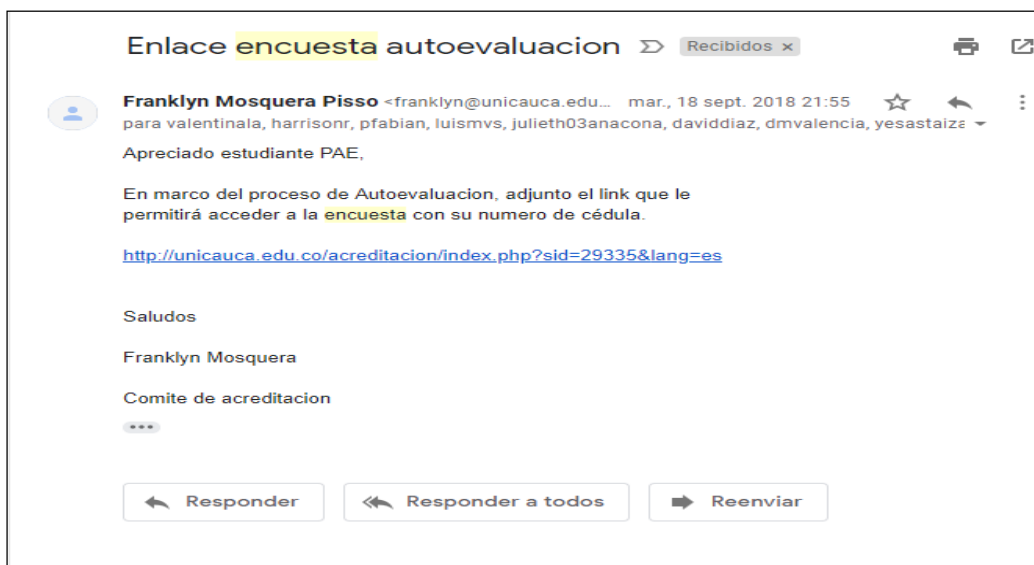 Enlace encuesta autoevaluacion Recibidos x
Franklyn Mosquera Pisso <franklyn@unicauca.edu... mar., 18 sept. 2018 21:55
para valentinala, harrisonr, pfabian, luismvs, julieth03anacona, daviddiaz, dmvalencia, yesastaiza
Apreciado estudiante PAE,
En marco del proceso de Autoevaluacion, adjunto el link que le
permitirá acceder a la encuesta con su numero de cédula.
http://unicauca.edu.co/acreditacion/index.php?sid=29335&lang=es
Saludos
Franklyn Mosquera
Comite de acreditacion
Responder Responder a todos Reenviar